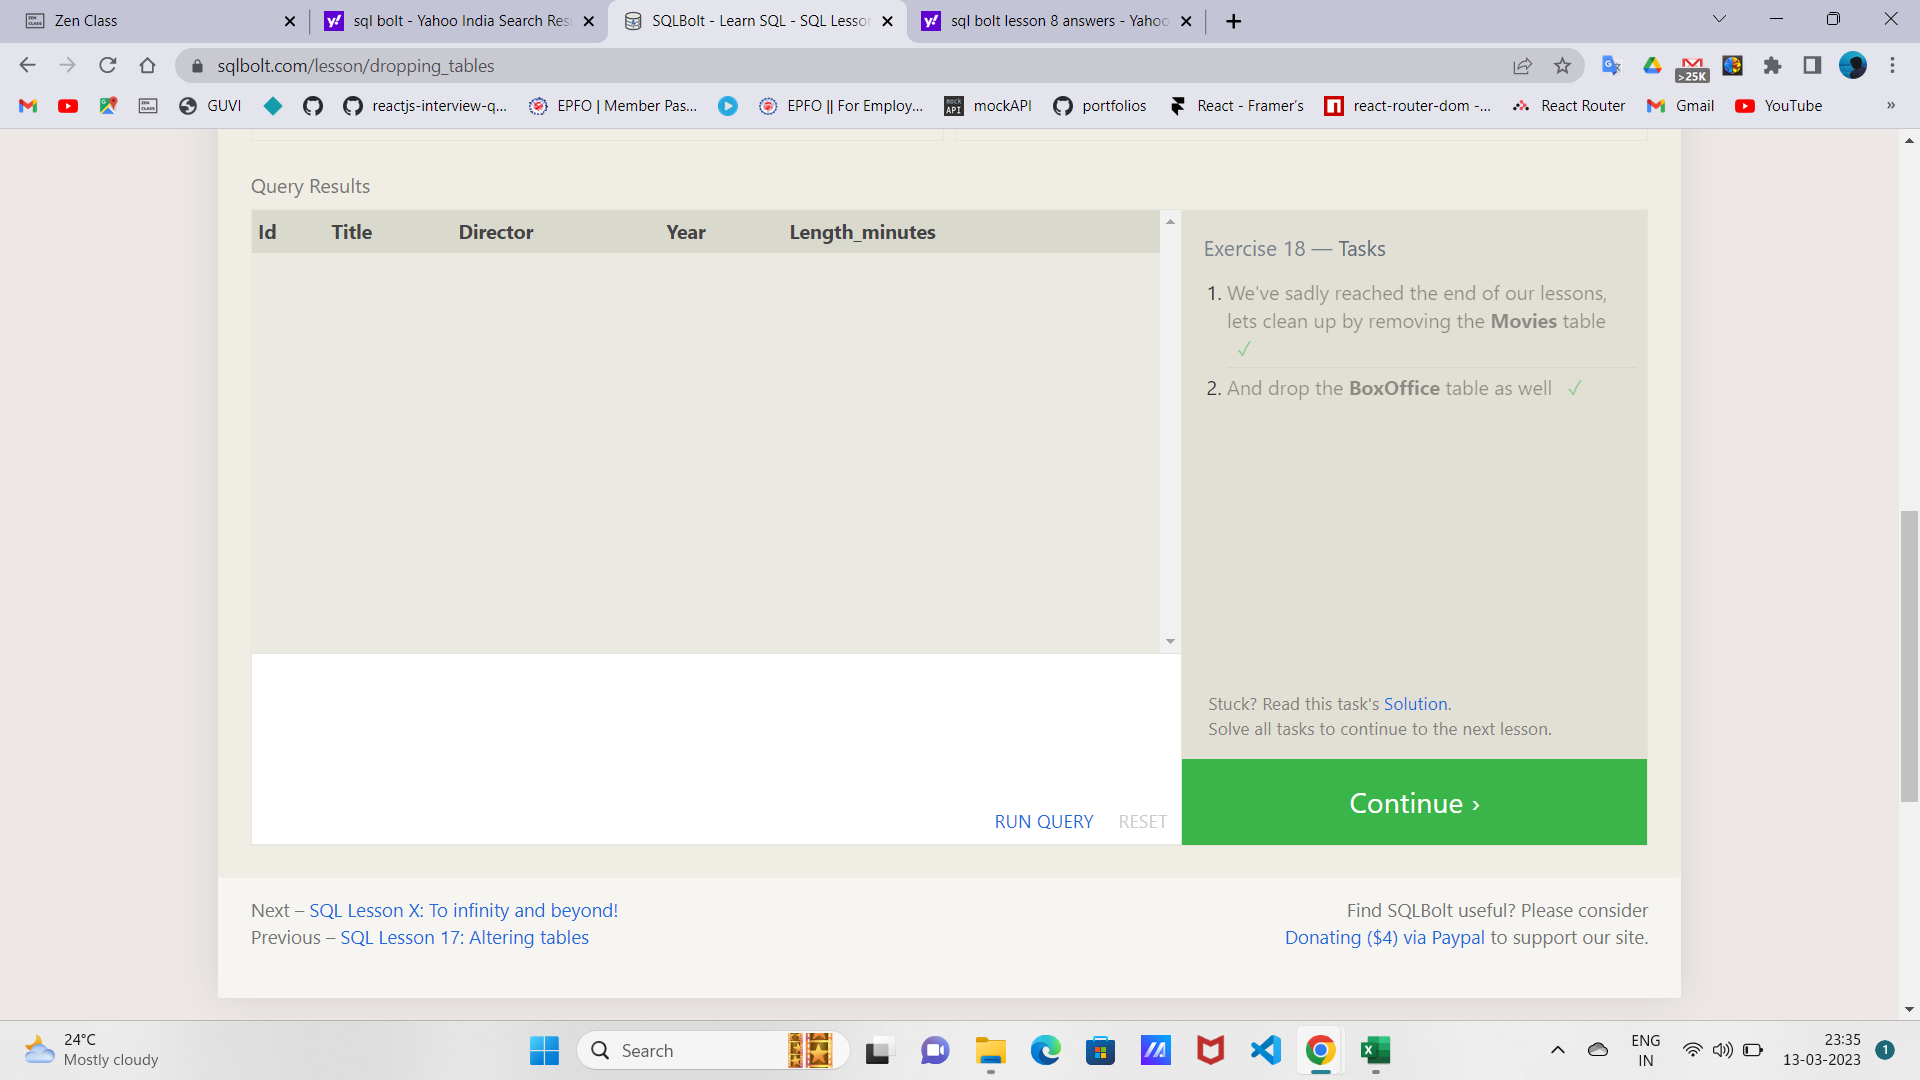 Zen Class
sql bolt - Yahoo India Search Res
SQLBolt - Learn SQL - SQL Lesson
sql bolt lesson 8 answers - Yahoo
sqlbolt.com/lesson/dropping_tables
>25K
GUVI
reactjs-interview-q...
EPFO | Member Pas...
EPFO || For Employ...
mock API
mockAPI
portfolios
React - Framer's
react-router-dom -...
React Router
Gmail
YouTube
»
Query Results
Id Title Director Year Length_minutes
Exercise 18 — Tasks
1. We've sadly reached the end of our lessons,
lets clean up by removing the Movies table
✓
2. And drop the BoxOffice table as well ✓
Stuck? Read this task's Solution.
Solve all tasks to continue to the next lesson.
RUN QUERY RESET
Continue ›
Next – SQL Lesson X: To infinity and beyond!
Previous – SQL Lesson 17: Altering tables
Find SQLBolt useful? Please consider
Donating ($4) via Paypal to support our site.
24°C
Mostly cloudy
Search
ENG
IN
23:35
13-03-2023
1